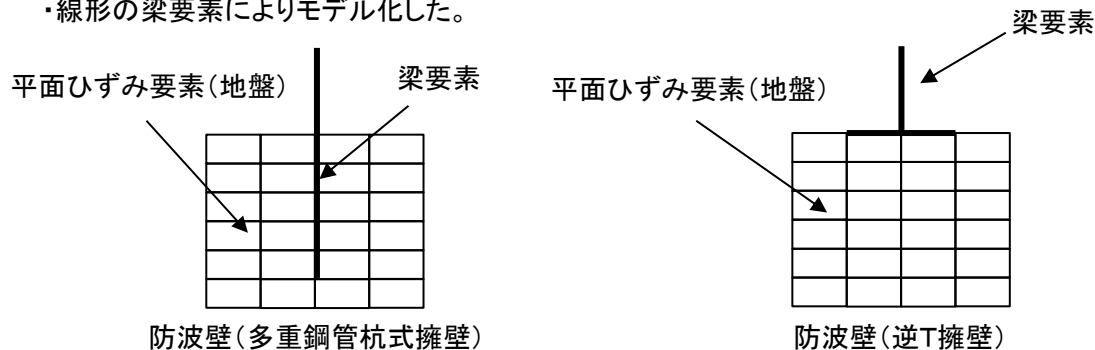 ・線形の梁要素によりモデル化した。
梁要素
平面ひずみ要素(地盤)
梁要素
平面ひずみ要素(地盤)
防波壁(多重鋼管杭式擁壁)
防波壁(逆T擁壁)